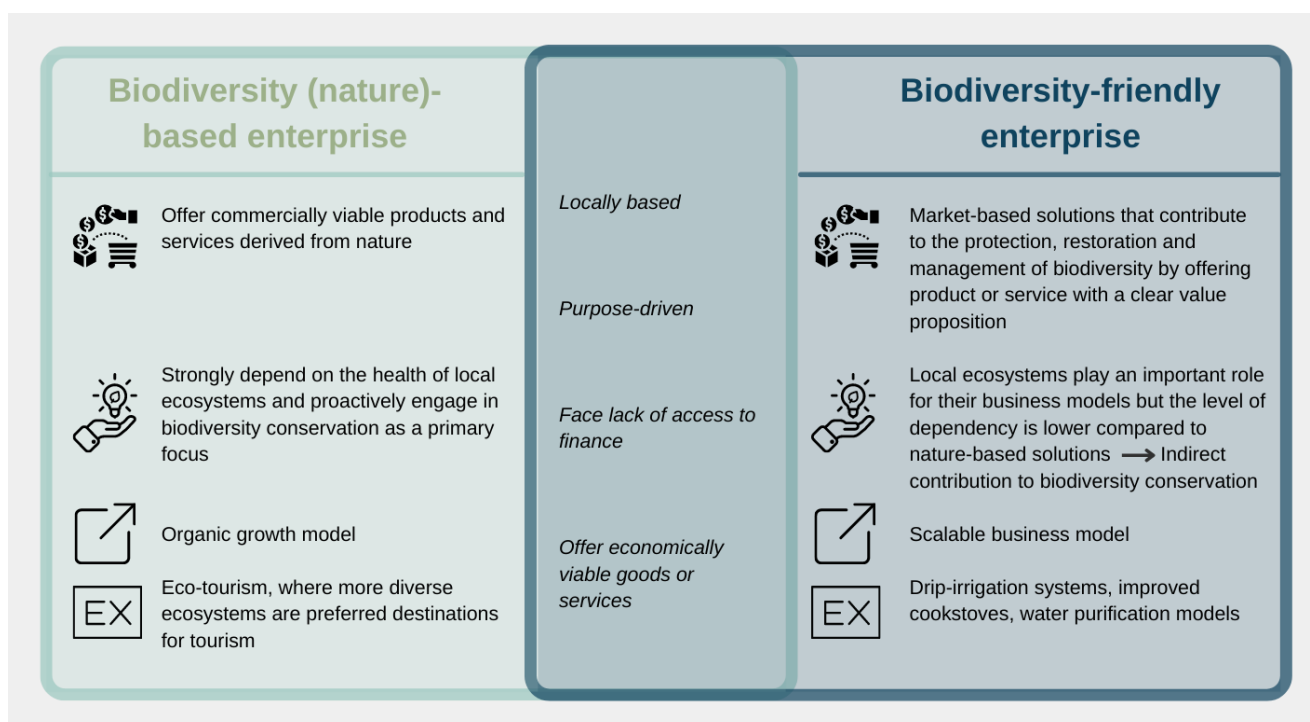 Biodiversity (nature)-
based enterprise
Offer commercially viable products and
services derived from nature
Strongly depend on the health of local
ecosystems and proactively engage in
biodiversity conservation as a primary
focus
Organic growth model
EX
Eco-tourism, where more diverse
ecosystems are preferred destinations
for tourism
Locally based
Purpose-driven
Face lack of access to
finance
Offer economically
viable goods or
services
Biodiversity-friendly
enterprise
Market-based solutions that contribute
to the protection, restoration and
management of biodiversity by offering
product or service with a clear value
proposition
Local ecosystems play an important role
for their business models but the level of
dependency is lower compared to
nature-based solutions → Indirect
contribution to biodiversity conservation
Scalable business model
EX
Drip-irrigation systems, improved
cookstoves, water purification models